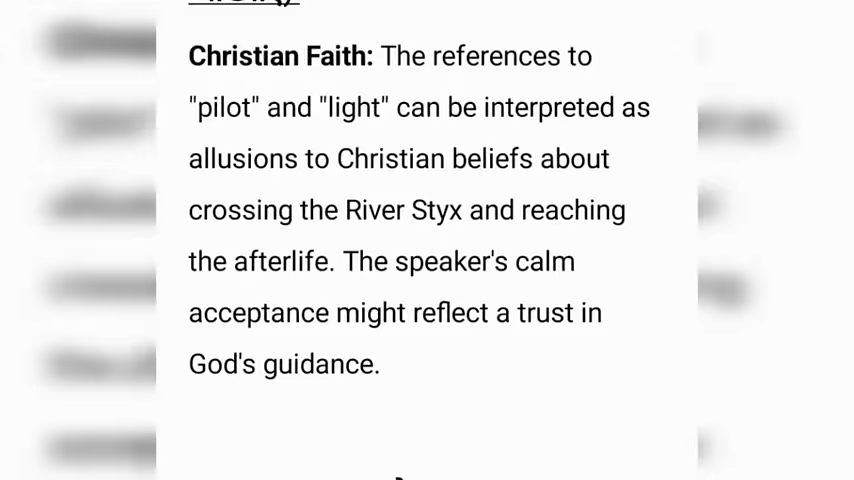 Christian Faith: The references to
"pilot" and "light" can be interpreted as
allusions to Christian beliefs about
crossing the River Styx and reaching
the afterlife. The speaker's calm
acceptance might reflect a trust in
God's guidance.